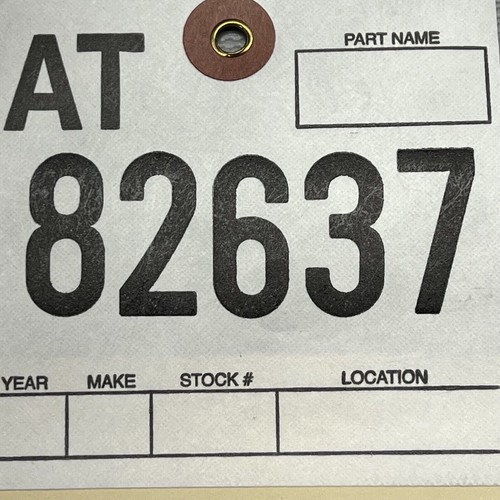 AT
PART NAME
82637
YEAR MAKE STOCK # LOCATION